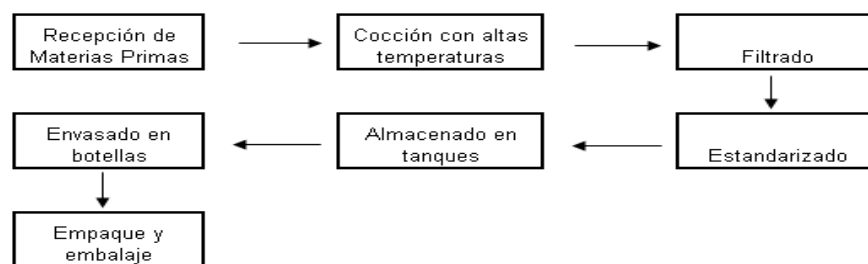 Recepción de
Materias Primas
Cocción con altas
temperaturas
Filtrado
Estandarizado
Almacenado en
tanques
Envasado en
botellas
Empaque y
embalaje